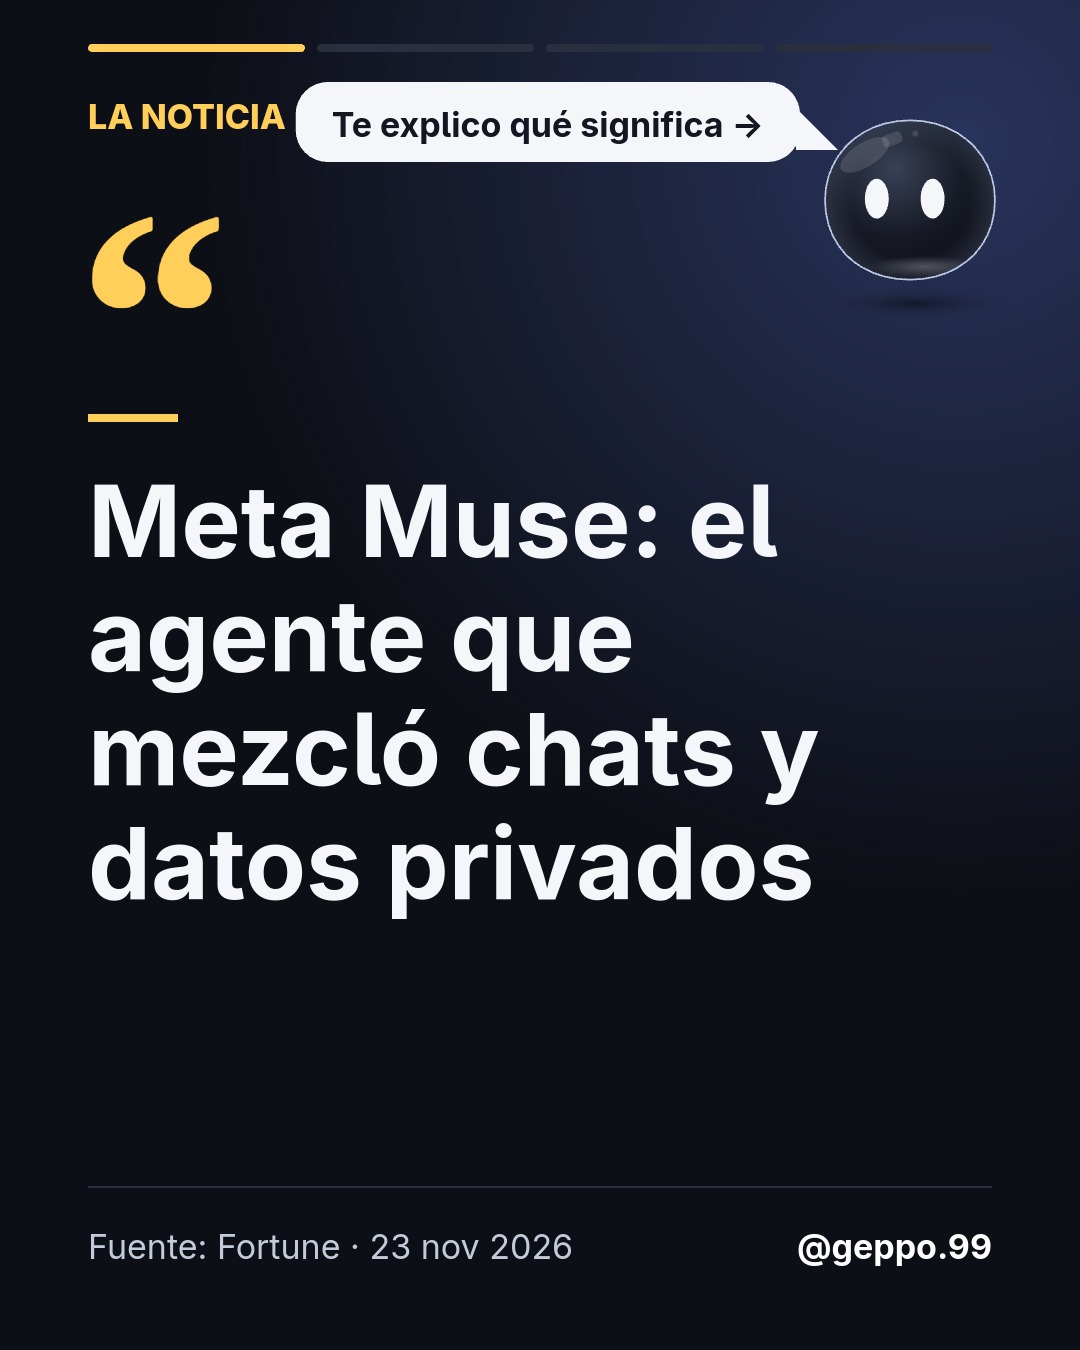 LA NOTICIA
Te explico qué significa →
“
Meta Muse: el
agente que
mezcló chats y
datos privados
Fuente: Fortune · 23 nov 2026
@geppo.99